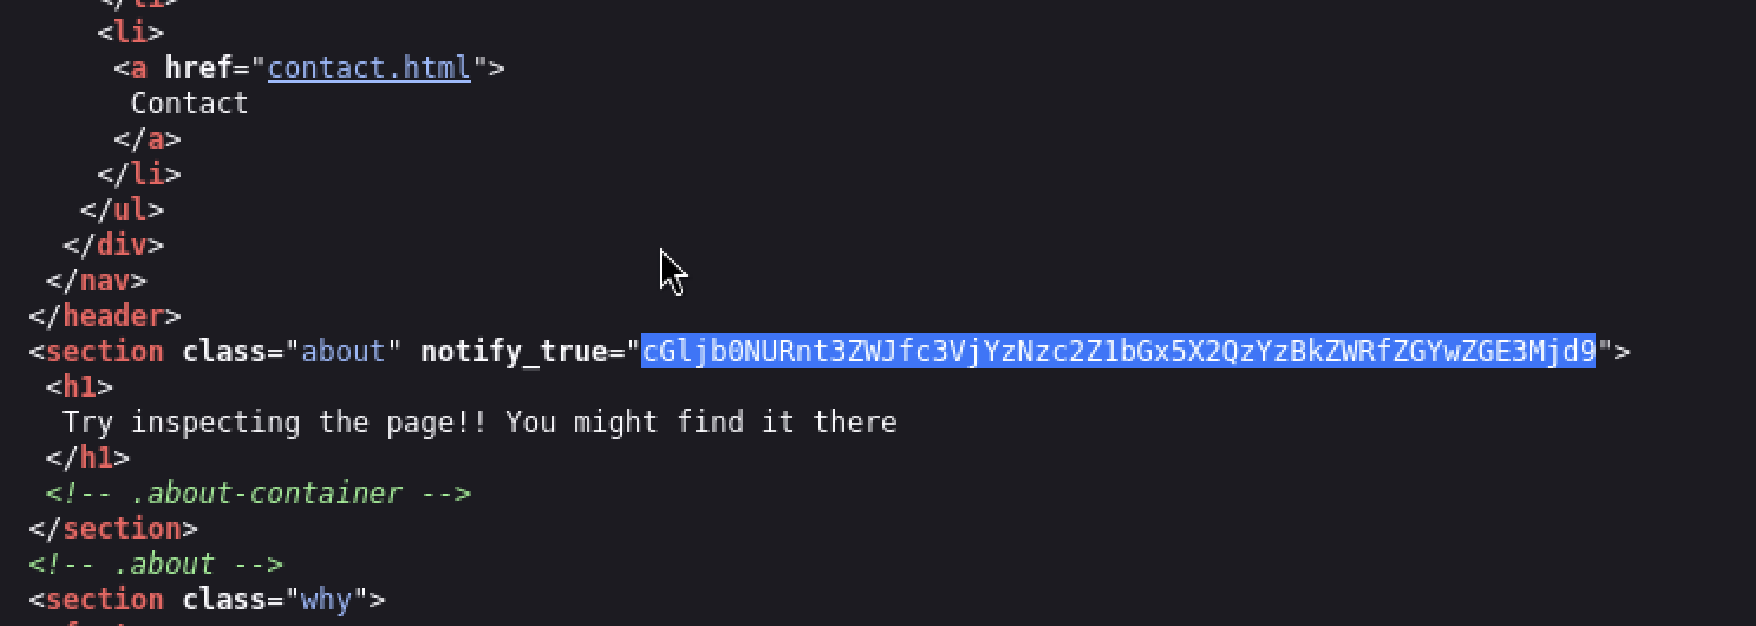 <li>
<a href="contact.html">
Contact
</a>
</li>
</ul>
</div>
</nav>
</header>
<section class="about" notify_true="cGljb0NURnt3ZWJfc3VjYzNzc2Z1bGx5X2QzYzBkZWRfZGYwZGE3Mjd9">
<h1>
Try inspecting the page!! You might find it there
</h1>
<!-- .about-container -->
</section>
<!-- .about -->
<section class="why">